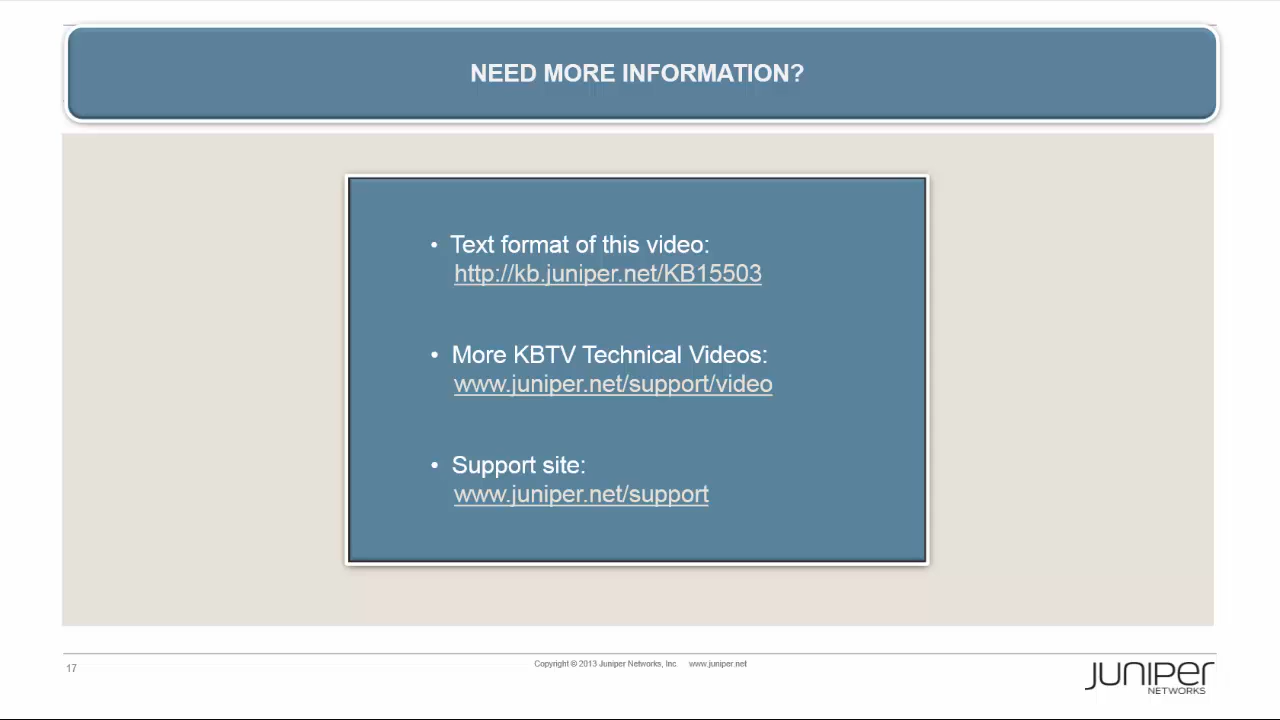 NEED MORE INFORMATION?
• Text format of this video:
http://kb.juniper.net/KB15503
• More KBTV Technical Videos:
www.juniper.net/support/video
• Support site:
www.juniper.net/support
17
Copyright © 2013 Juniper Networks, Inc. www.juniper.net
JUNIPER
NETWORKS